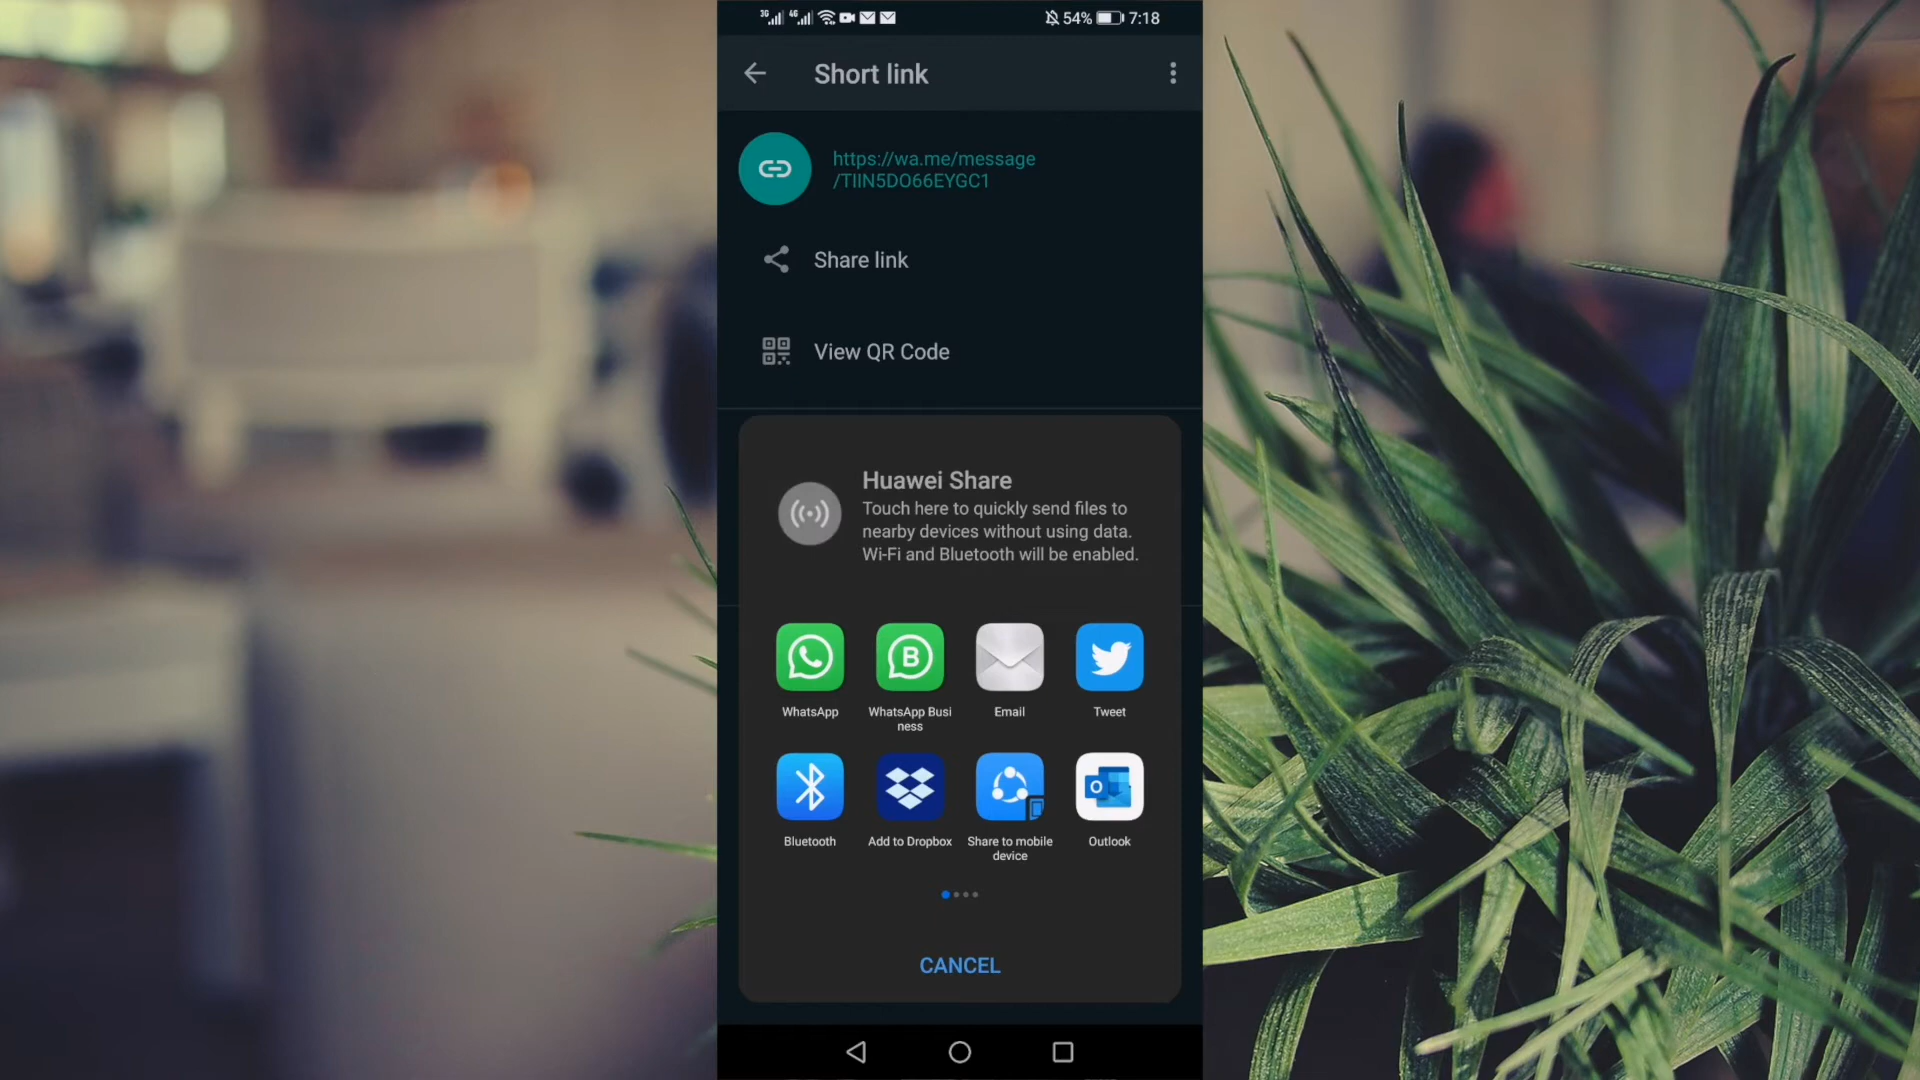 3G 4G 54% 7:18
Short link
https://wa.me/message
/TIIN5DO66EYGC1
Share link
View QR Code
Huawei Share
Touch here to quickly send files to
nearby devices without using data.
Wi-Fi and Bluetooth will be enabled.
WhatsApp WhatsApp Busi Email Tweet
ness
Bluetooth Add to Dropbox Share to mobile Outlook
device
CANCEL